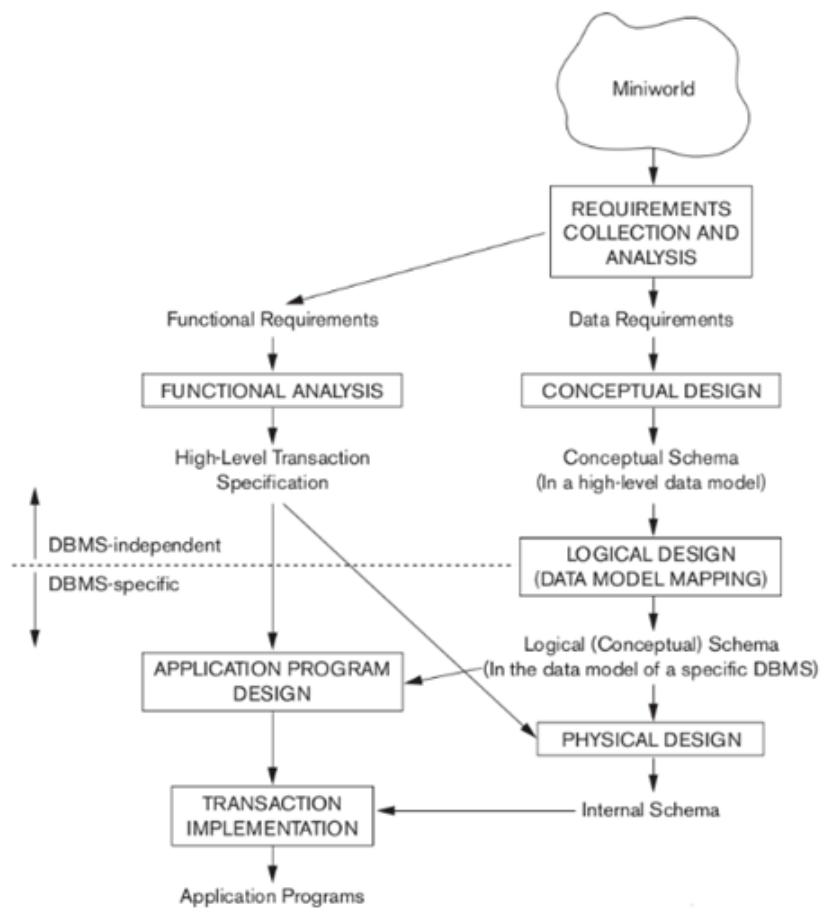 Miniworld
REQUIREMENTS
COLLECTION AND
ANALYSIS
Functional Requirements
Data Requirements
FUNCTIONAL ANALYSIS
CONCEPTUAL DESIGN
High-Level Transaction
Specification
Conceptual Schema
(In a high-level data model)
DBMS-independent
DBMS-specific
LOGICAL DESIGN
(DATA MODEL MAPPING)
Logical (Conceptual) Schema
(In the data model of a specific DBMS)
APPLICATION PROGRAM
DESIGN
PHYSICAL DESIGN
TRANSACTION
IMPLEMENTATION
Internal Schema
Application Programs